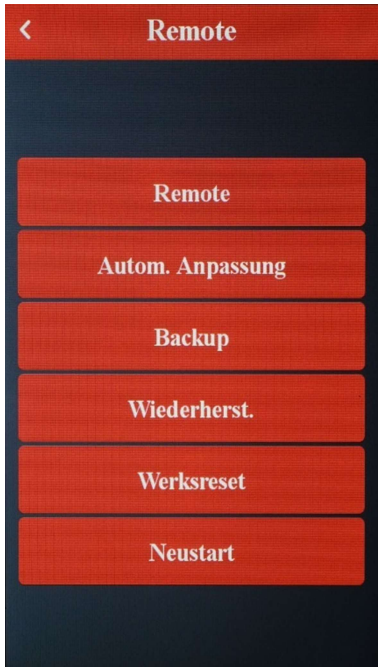 Remote
Remote
Autom. Anpassung
Backup
Wiederherst.
Werksreset
Neustart